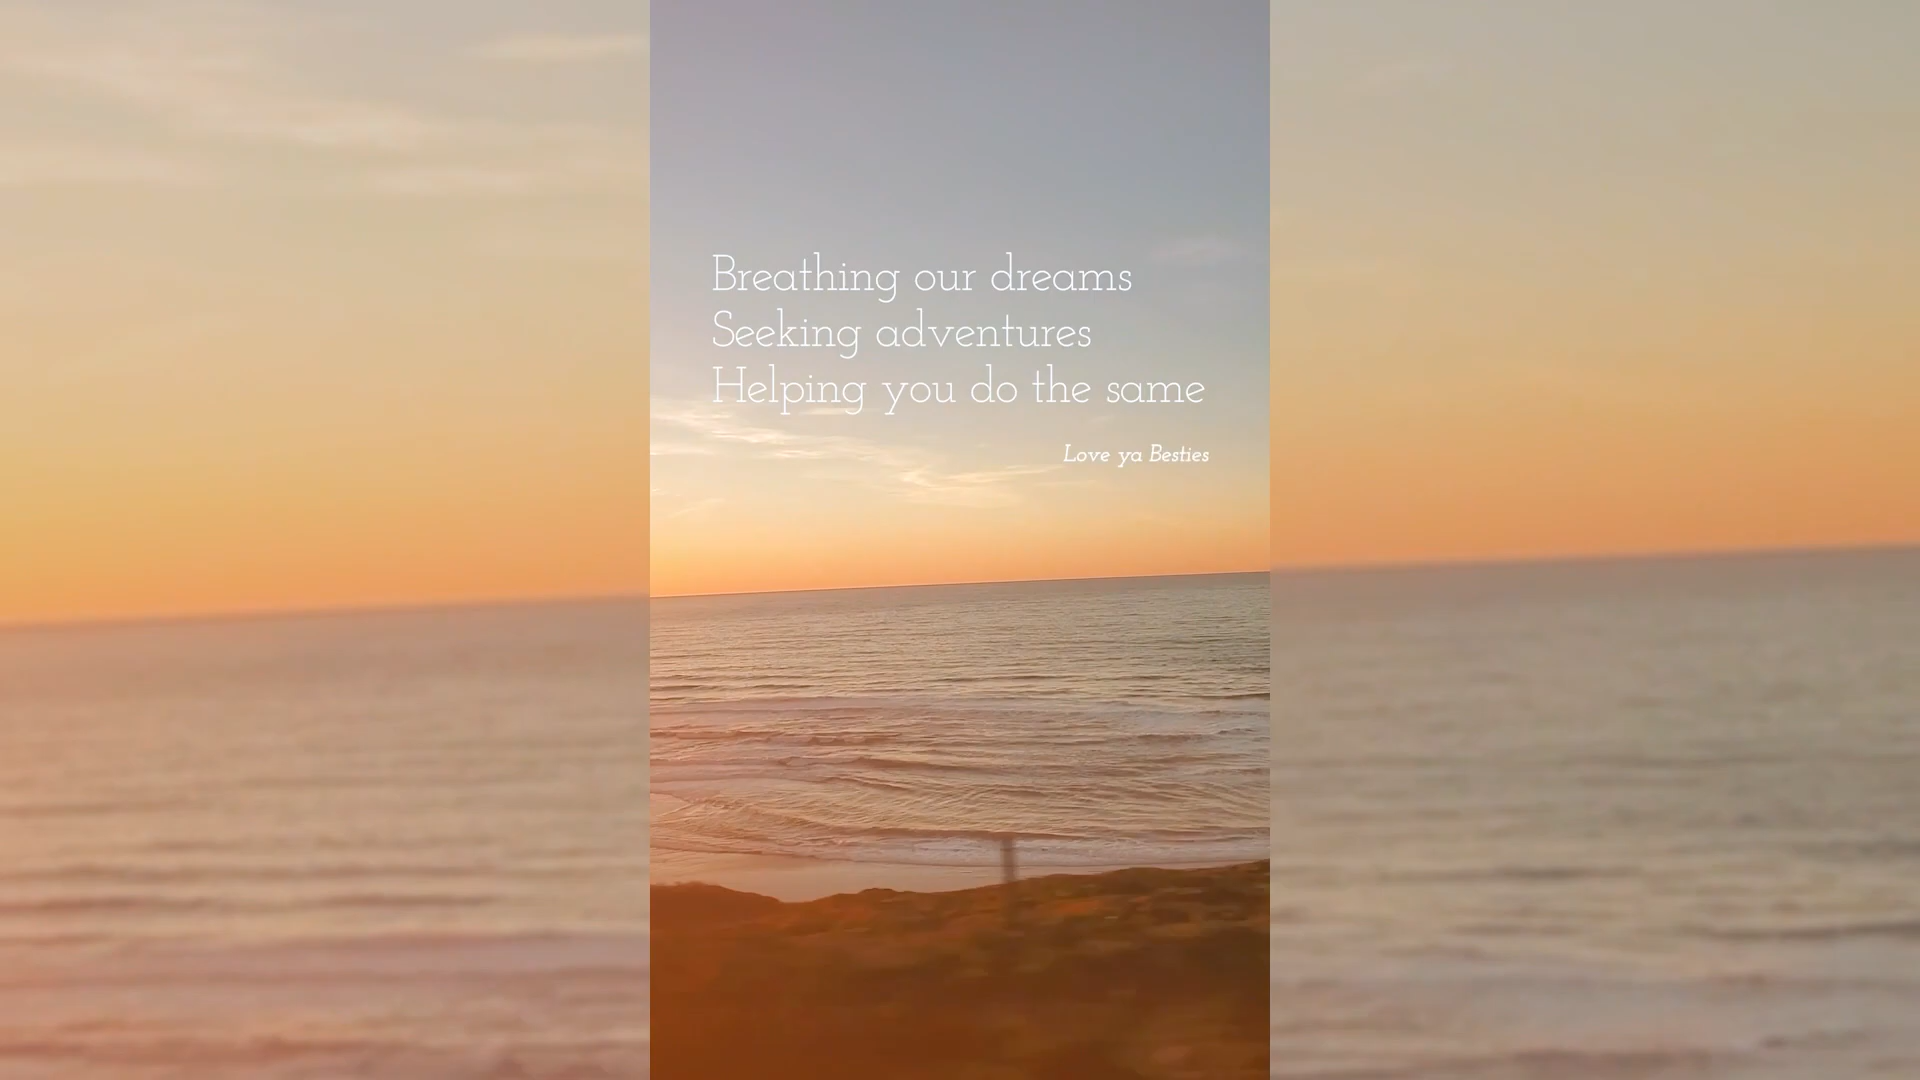 Breathing our dreams
Seeking adventures
Helping you do the same
Love ya Besties